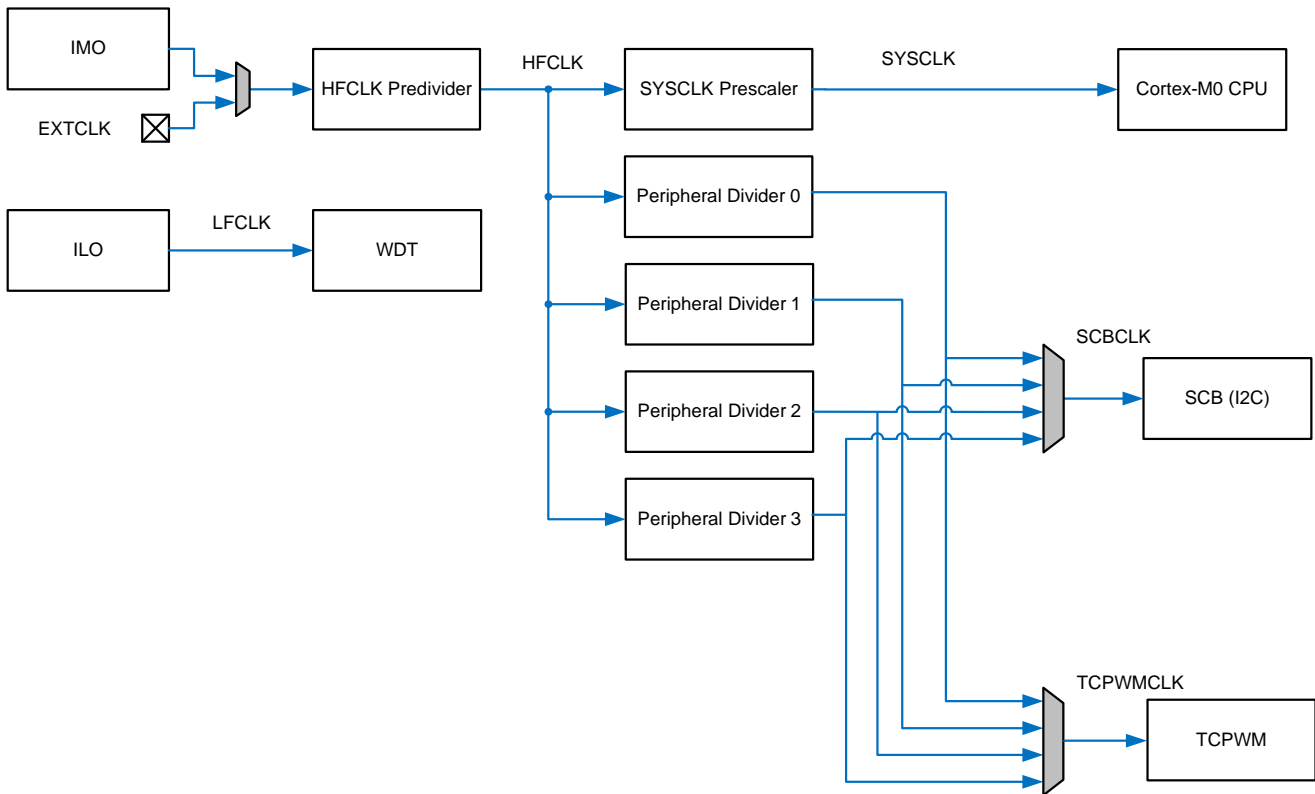 IMO
HFCLK
SYSCLK
HFCLK Predivider
SYSCLK Prescaler
Cortex-M0 CPU
EXTCLK
Peripheral Divider 0
LFCLK
ILO
WDT
Peripheral Divider 1
SCBCLK
Peripheral Divider 2
SCB (I2C)
Peripheral Divider 3
TCPWMCLK
TCPWM